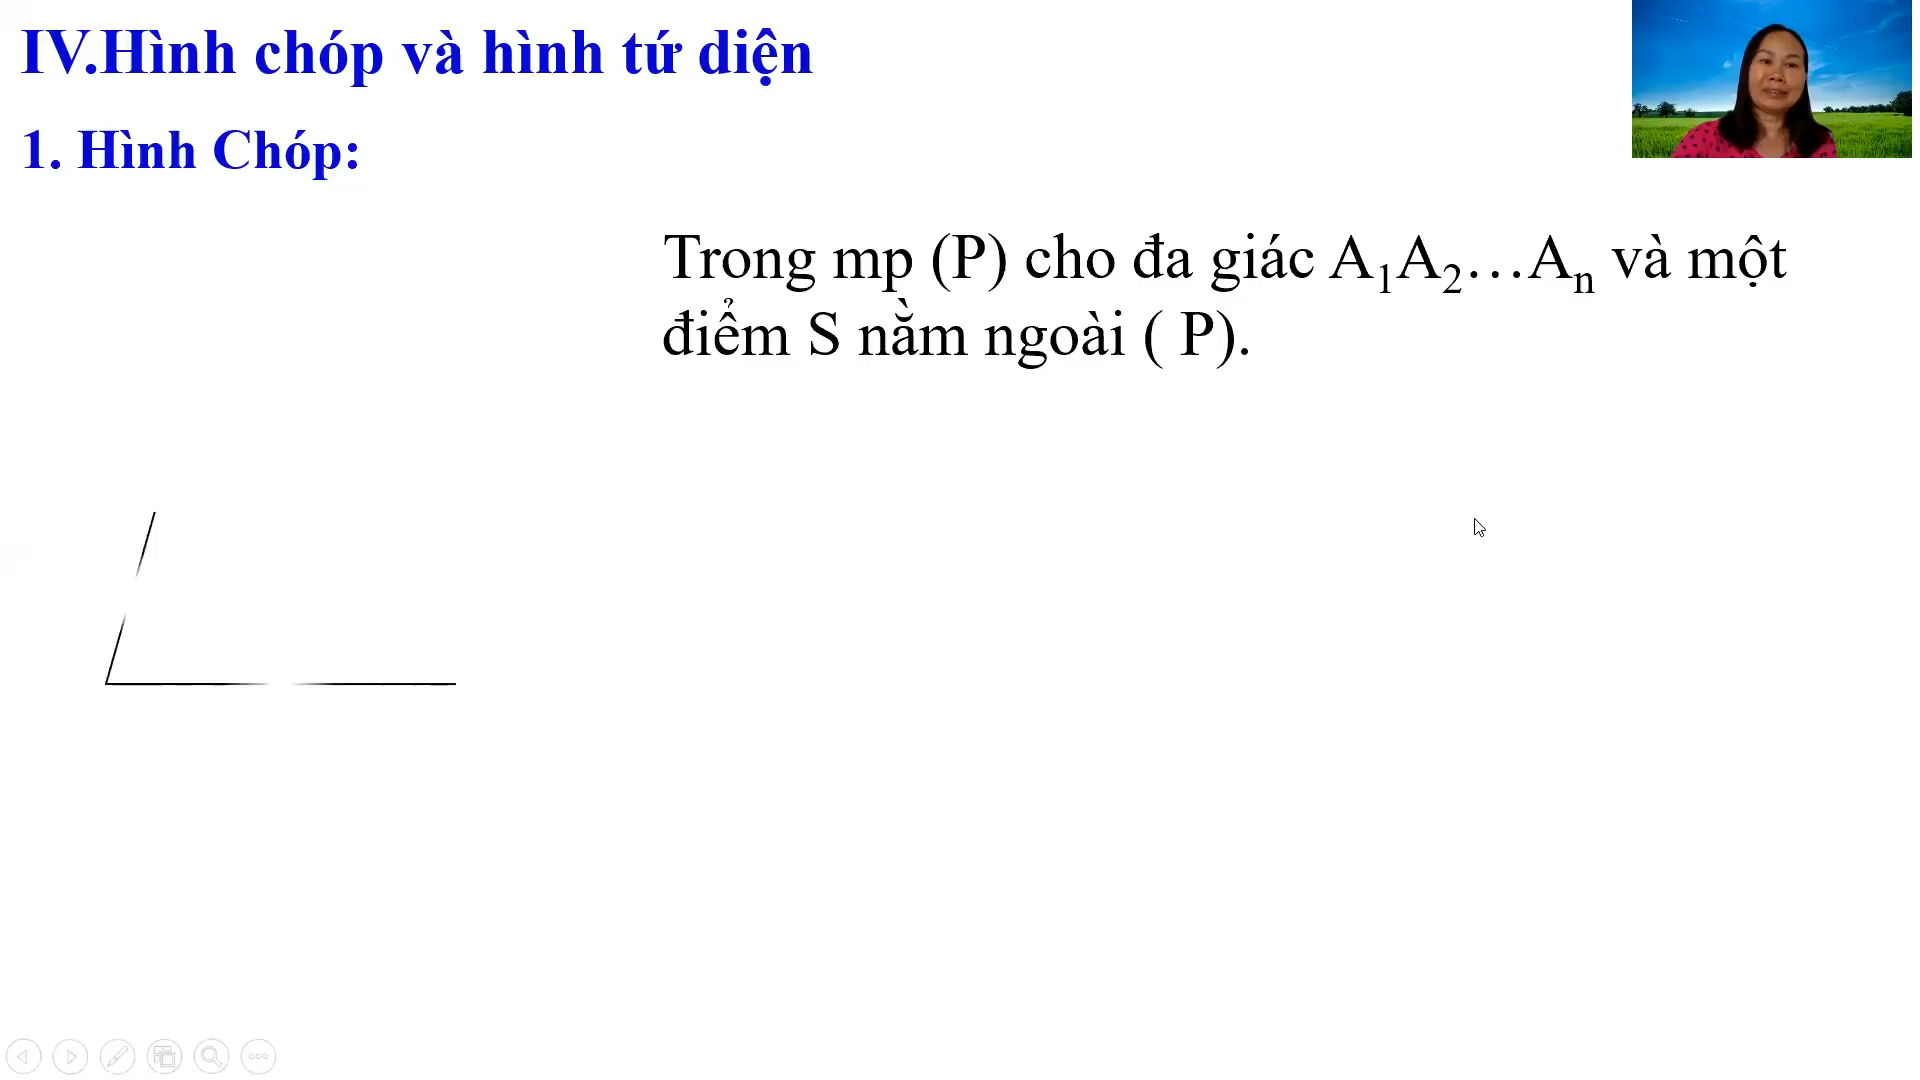 IV.Hình chóp và hình tứ diện
1. Hình Chóp:
Trong mp (P) cho đa giác A₁A₂…Aₙ và một
điểm S nằm ngoài ( P).